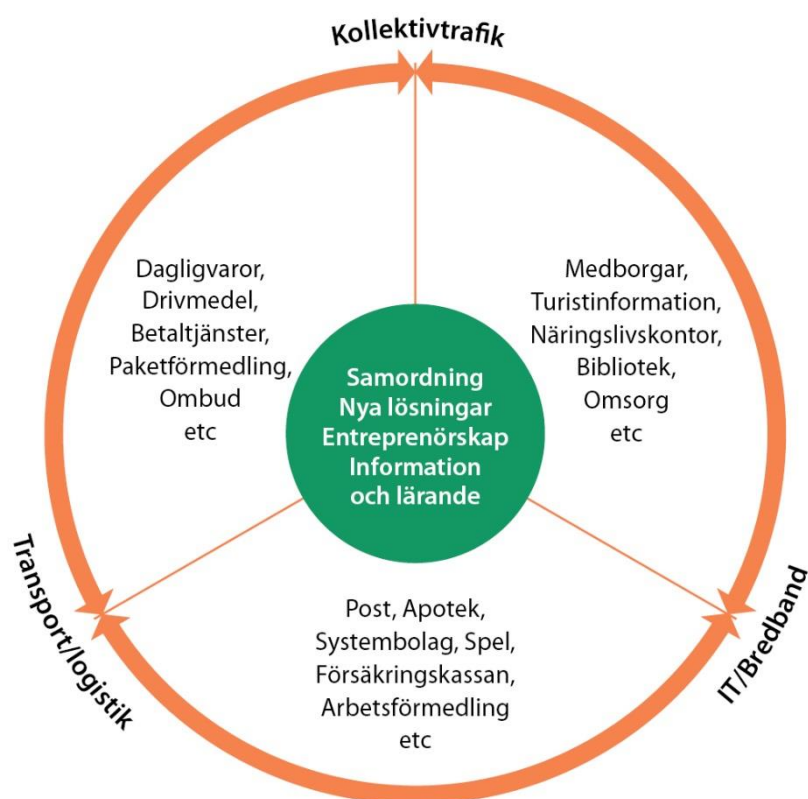 Kollektivtrafik
Dagligvaror,
Drivmedel,
Betaltjänster,
Paketförmedling,
Ombud
etc
Medborgar,
Turistinformation,
Näringslivskontor,
Bibliotek,
Omsorg
etc
Samordning
Nya lösningar
Entreprenörskap
Information
och lärande
Transport/logistik
IT/Bredband
Post, Apotek,
Systembolag, Spel,
Försäkringskassan,
Arbetsförmedling
etc